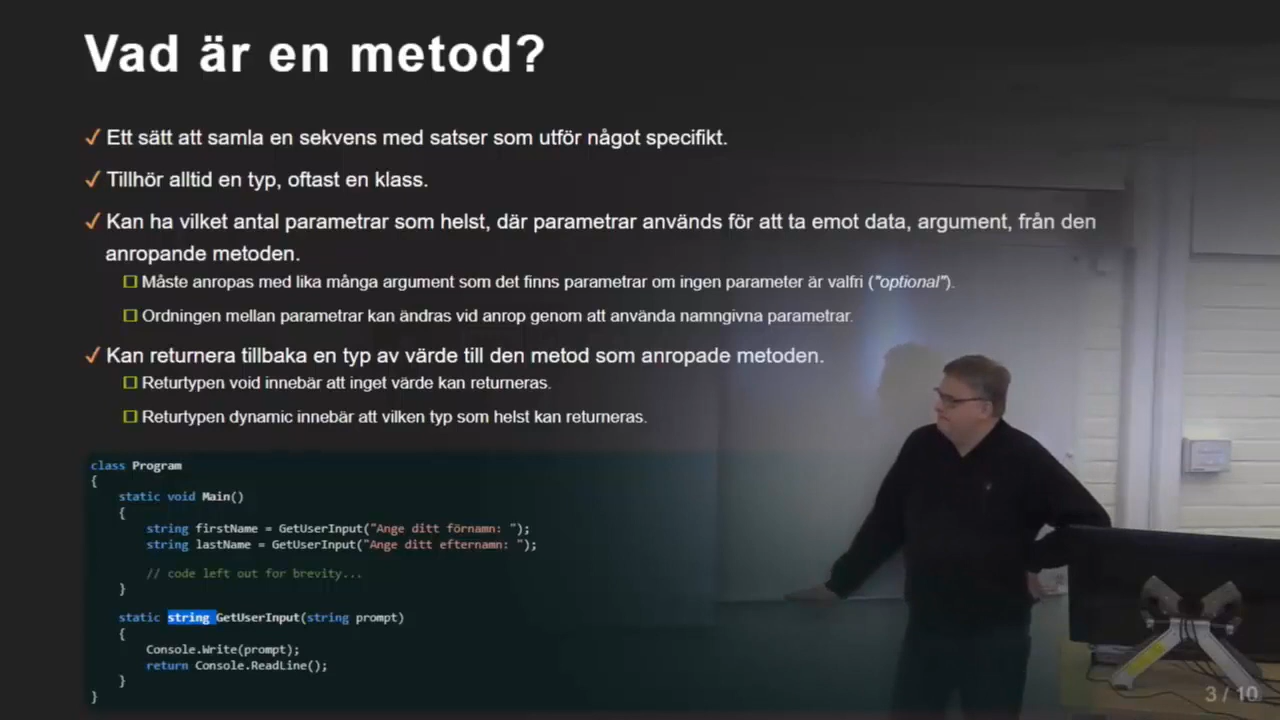 Vad är en metod?
✓ Ett sätt att samla en sekvens med satser som utför något specifikt.
✓ Tillhör alltid en typ, oftast en klass.
✓ Kan ha vilket antal parametrar som helst, där parametrar används för att ta emot data, argument, från den
anropande metoden.
Måste anropas med lika många argument som det finns parametrar om ingen parameter är valfri ("optional").
Ordningen mellan parametrar kan ändras vid anrop genom att använda namngivna parametrar.
✓ Kan returnera tillbaka en typ av värde till den metod som anropade metoden.
Returtypen void innebär att inget värde kan returneras.
Returtypen dynamic innebär att vilken typ som helst kan returneras.
class Program
{
static void Main()
{
string firstName = GetUserInput("Ange ditt förnamn: ");
string lastName = GetUserInput("Ange ditt efternamn: ");
// code left out for brevity...
}
static string GetUserInput(string prompt)
{
Console.Write(prompt);
return Console.ReadLine();
}
}
3 / 10